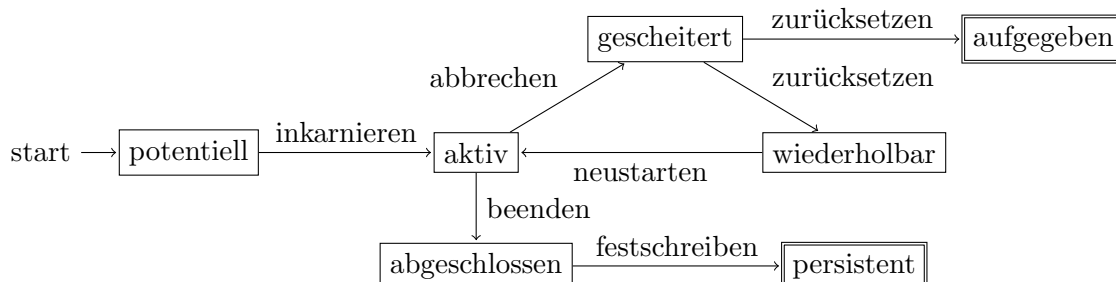 zurücksetzen
gescheitert
aufgegeben
abbrechen
zurücksetzen
start
potentiell
inkarnieren
aktiv
wiederholbar
neustarten
beenden
abgeschlossen
festschreiben
persistent